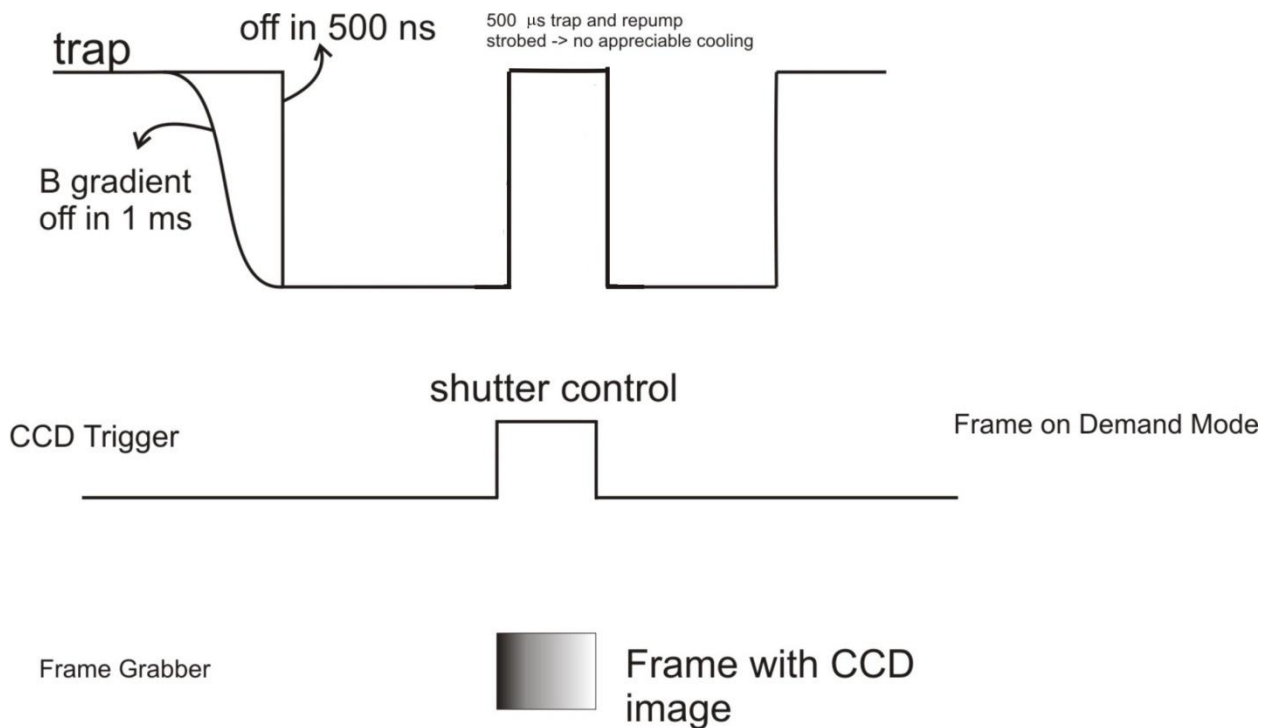 off in 500 ns
500 μs trap and repump
strobed -> no appreciable cooling
trap
B gradient
off in 1 ms
shutter control
CCD Trigger
Frame on Demand Mode
Frame Grabber
Frame with CCD
image